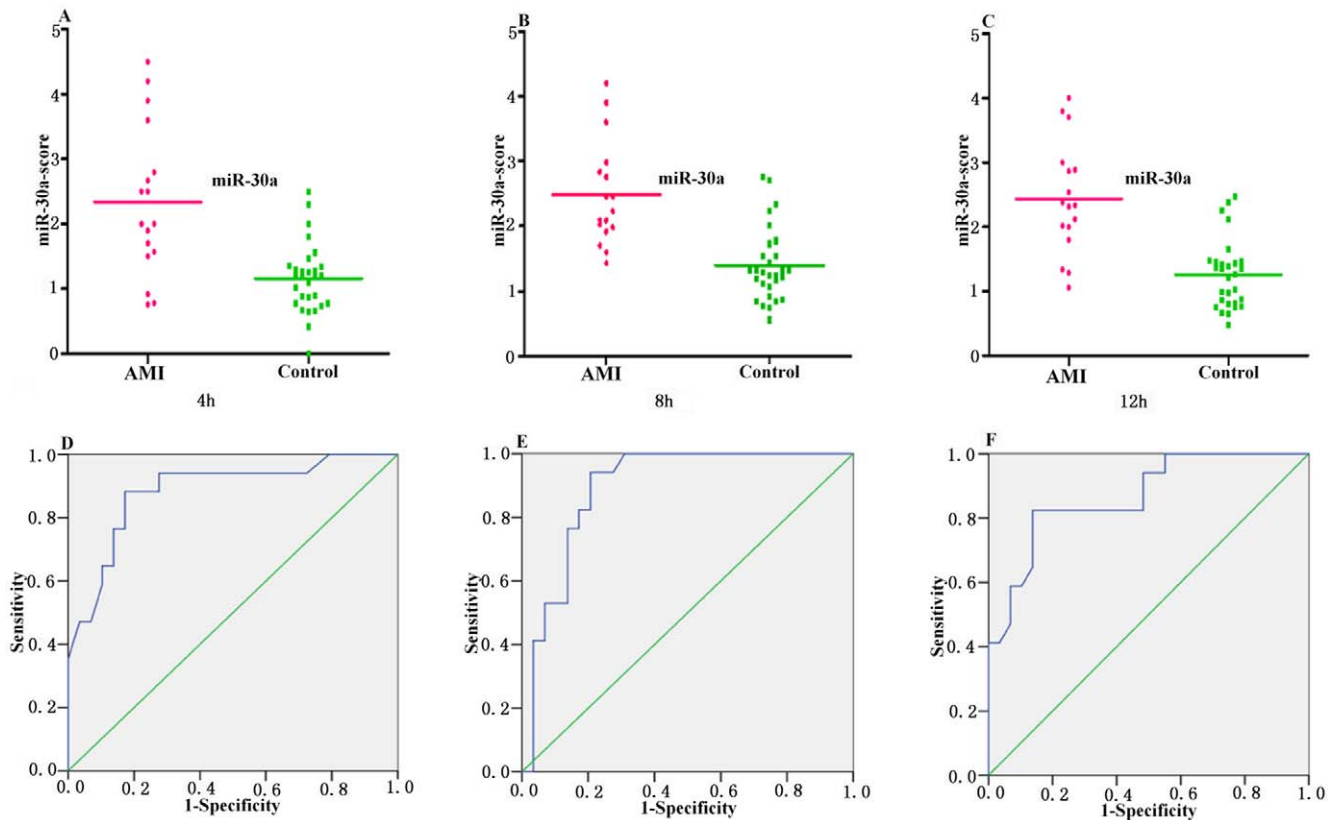 A
5
4
3
2
1
0
miR-30a-score
miR-30a
AMI
Control
4h
B
5
4
3
2
1
0
miR-30a-score
miR-30a
AMI
Control
8h
C
5
4
3
2
1
0
miR-30a-score
miR-30a
AMI
Control
12h
D
1.0
0.8
0.6
0.4
0.2
0.0
Sensitivity
0.0 0.2 0.4 0.6 0.8 1.0
1-Specificity
E
1.0
0.8
0.6
0.4
0.2
0.0
Sensitivity
0.0 0.2 0.4 0.6 0.8 1.0
1-Specificity
F
1.0
0.8
0.6
0.4
0.2
0.0
Sensitivity
0.0 0.2 0.4 0.6 0.8 1.0
1-Specificity